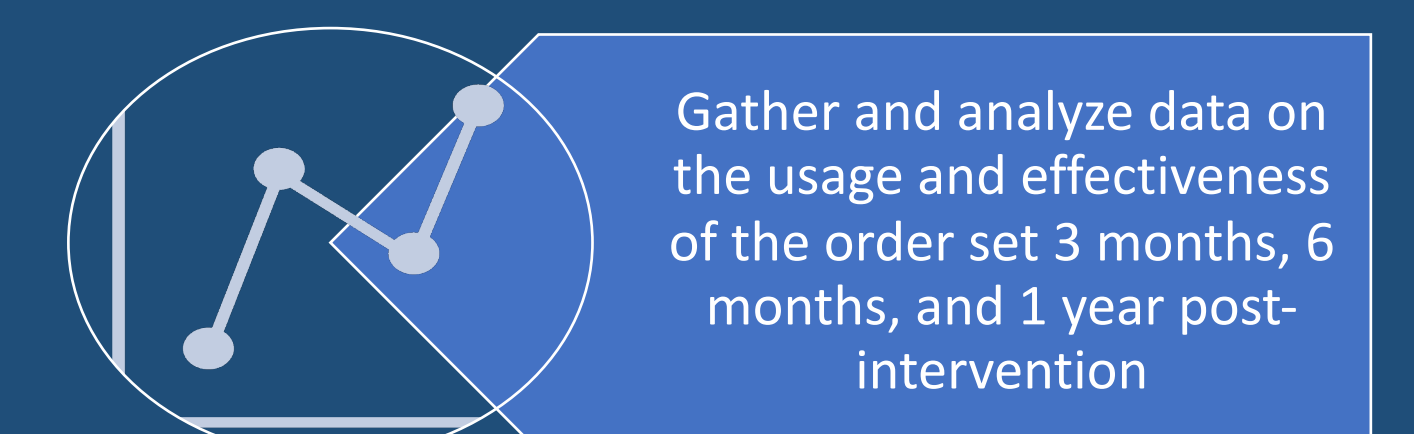 Gather and analyze data on
the usage and effectiveness
of the order set 3 months, 6
months, and 1 year post-
intervention